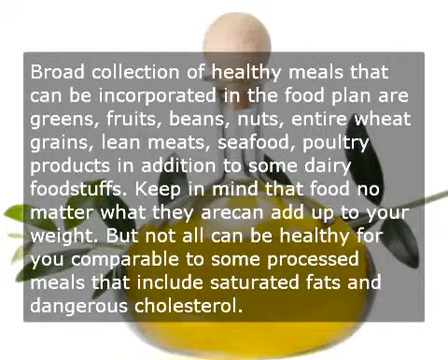 Broad collection of healthy meals that
can be incorporated in the food plan are
greens, fruits, beans, nuts, entire wheat
grains, lean meats, seafood, poultry
products in addition to some dairy
foodstuffs. Keep in mind that food no
matter what they arecan add up to your
weight. But not all can be healthy for
you comparable to some processed
meals that include saturated fats and
dangerous cholesterol.